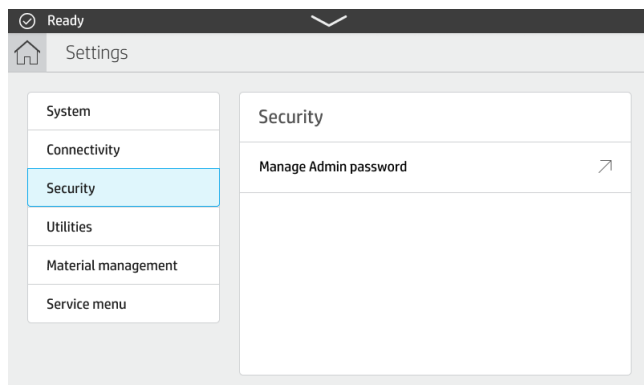 Ready
Settings
System
Connectivity
Security
Utilities
Material management
Service menu
Security
Manage Admin password